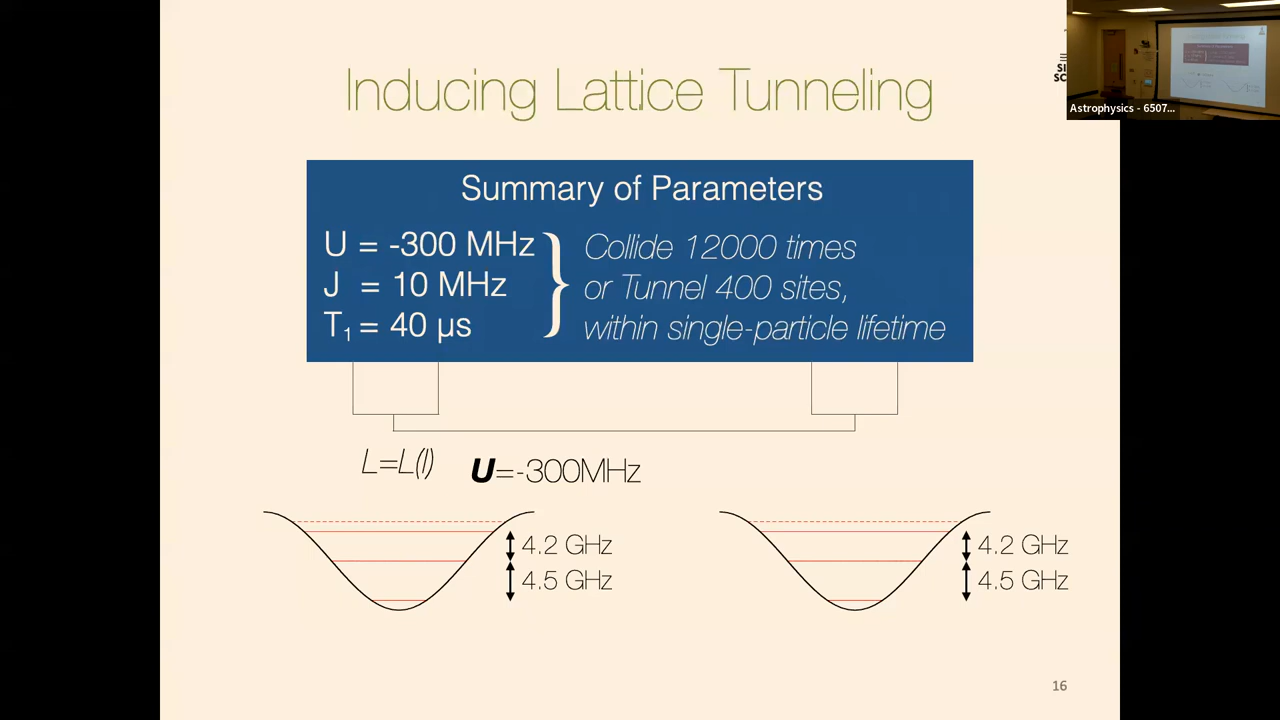 Inducing Lattice Tunneling
Summary of Parameters
U = -300 MHz
J = 10 MHz
T1 = 40 μs
Collide 12000 times
or Tunnel 400 sites,
within single-particle lifetime
L=L(I)
U=-300MHz
4.2 GHz
4.5 GHz
4.2 GHz
4.5 GHz
16
Astrophysics - 6507...